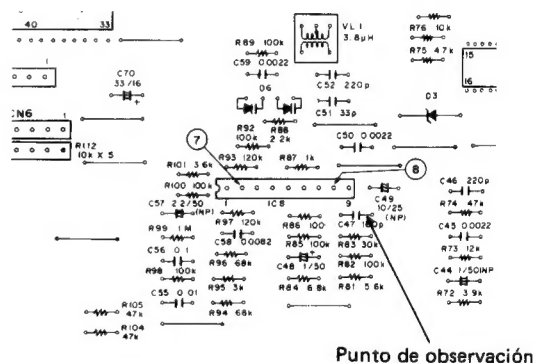 40 33
VL1
3.8μH
R89 100k
C59 0.0022
R76 10k
R75 4.7k
15
16
1
C70
33/16
+
D6
C52 220p
C51 33p
D3
CN6 1
R112
10k X 5
R92
100k
R88
2.2k
C50 0.0022
7
R101 3.6k
R93 120k
R87 1k
8
R100 100k
C57 2.2/50
(NP)
1 IC8 9
C49
10/25
(NP)
C46 220p
R74 47k
R99 1M
R97 120k
R86 100
C45 0.0022
C56 0.1
C58 0.0082
R85 100k
R83 30k
R73 12k
R98 100k
R96 68k
C48 1/50
+
R82 100k
C44 1/50NP
C55 0.01
R95 3k
R84 6.8k
R81 5.6k
R72 3.9k
R105
47k
R94 68k
R104
47k
Punto de observación